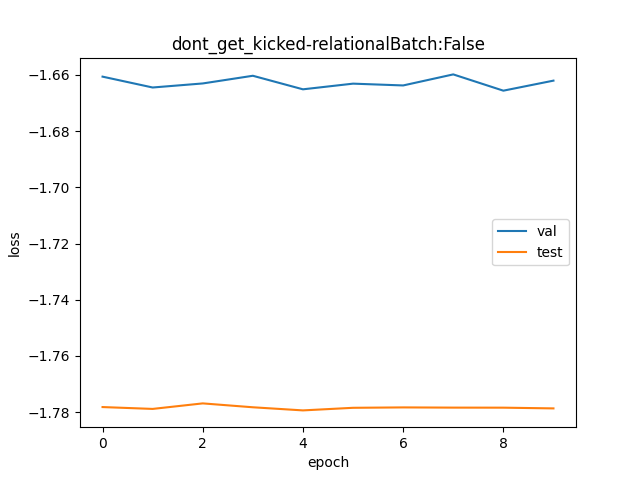 dont_get_kicked-relationalBatch:False
loss
−1.66
−1.68
−1.70
−1.72
−1.74
−1.76
−1.78
val
test
0 2 4 6 8
epoch